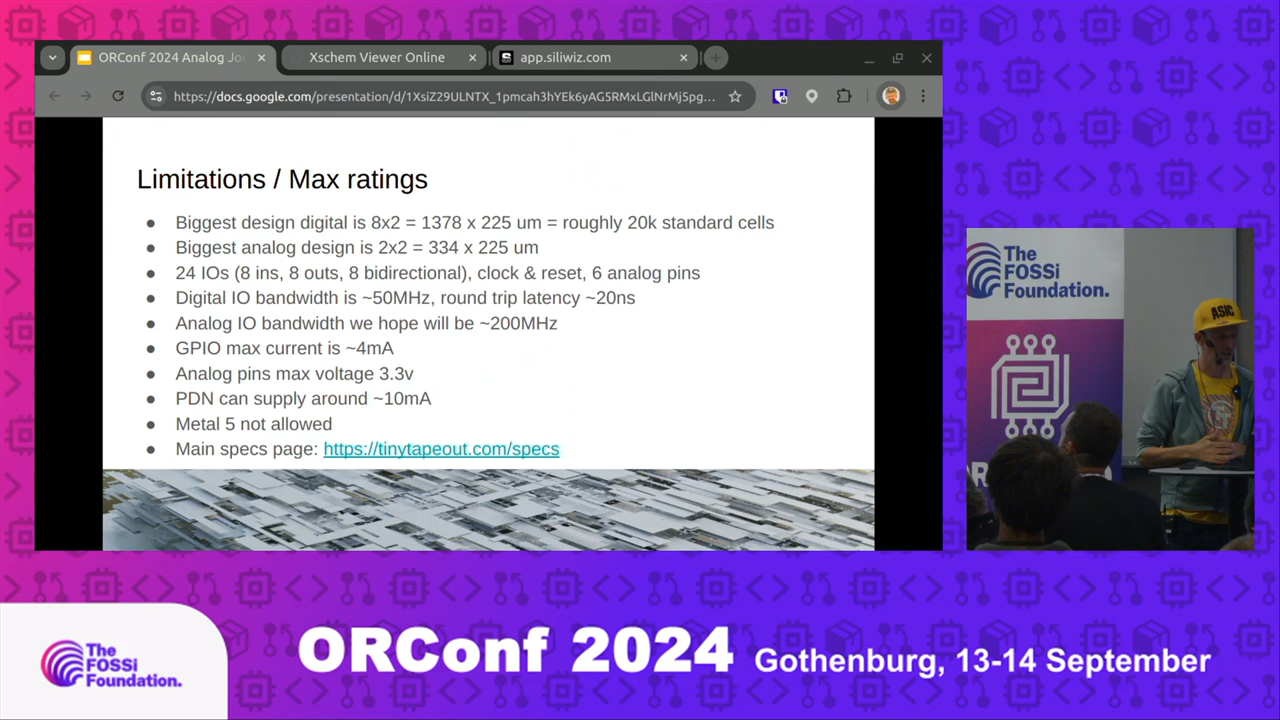 ORConf 2024 Analog Jo
Xschem Viewer Online
app.siliwiz.com
https://docs.google.com/presentation/d/1XsiZ29ULNTX_1pmcah3hYEk6yAG5RMxLGlNrMj5pg...
Limitations / Max ratings
● Biggest design digital is 8x2 = 1378 x 225 um = roughly 20k standard cells
● Biggest analog design is 2x2 = 334 x 225 um
● 24 IOs (8 ins, 8 outs, 8 bidirectional), clock & reset, 6 analog pins
● Digital IO bandwidth is ~50MHz, round trip latency ~20ns
● Analog IO bandwidth we hope will be ~200MHz
● GPIO max current is ~4mA
● Analog pins max voltage 3.3v
● PDN can supply around ~10mA
● Metal 5 not allowed
● Main specs page: https://tinytapeout.com/specs
The
FOSSi
Foundation.
ASIC
The
FOSSi
Foundation.
ORConf 2024 Gothenburg, 13-14 September